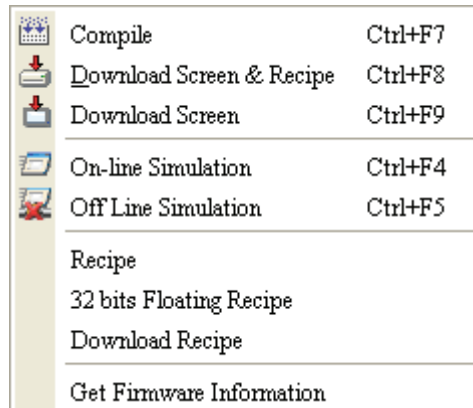 Compile Ctrl+F7
Download Screen & Recipe Ctrl+F8
Download Screen Ctrl+F9
On-line Simulation Ctrl+F4
Off Line Simulation Ctrl+F5
Recipe
32 bits Floating Recipe
Download Recipe
Get Firmware Information